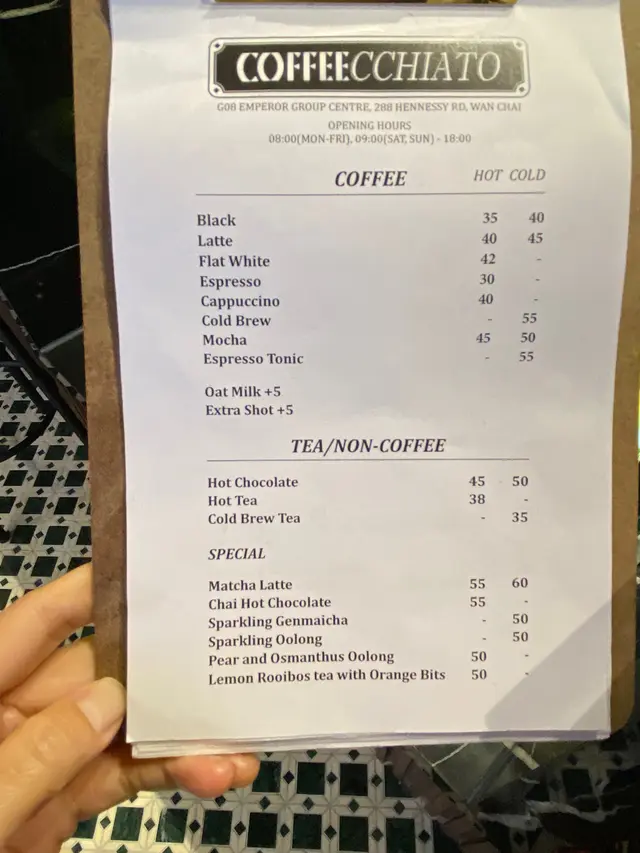 COFFEECCHIATO
G08 EMPEROR GROUP CENTRE, 288 HENNESSY RD, WAN CHAI
OPENING HOURS
08:00(MON-FRI), 09:00(SAT, SUN) - 18:00
COFFEE HOT COLD
Black 35 40
Latte 40 45
Flat White 42 -
Espresso 30 -
Cappuccino 40 -
Cold Brew - 55
Mocha 45 50
Espresso Tonic - 55
Oat Milk +5
Extra Shot +5
TEA/NON-COFFEE
Hot Chocolate 45 50
Hot Tea 38 -
Cold Brew Tea - 35
SPECIAL
Matcha Latte 55 60
Chai Hot Chocolate 55 -
Sparkling Genmaicha - 50
Sparkling Oolong - 50
Pear and Osmanthus Oolong 50 -
Lemon Rooibos tea with Orange Bits 50 -